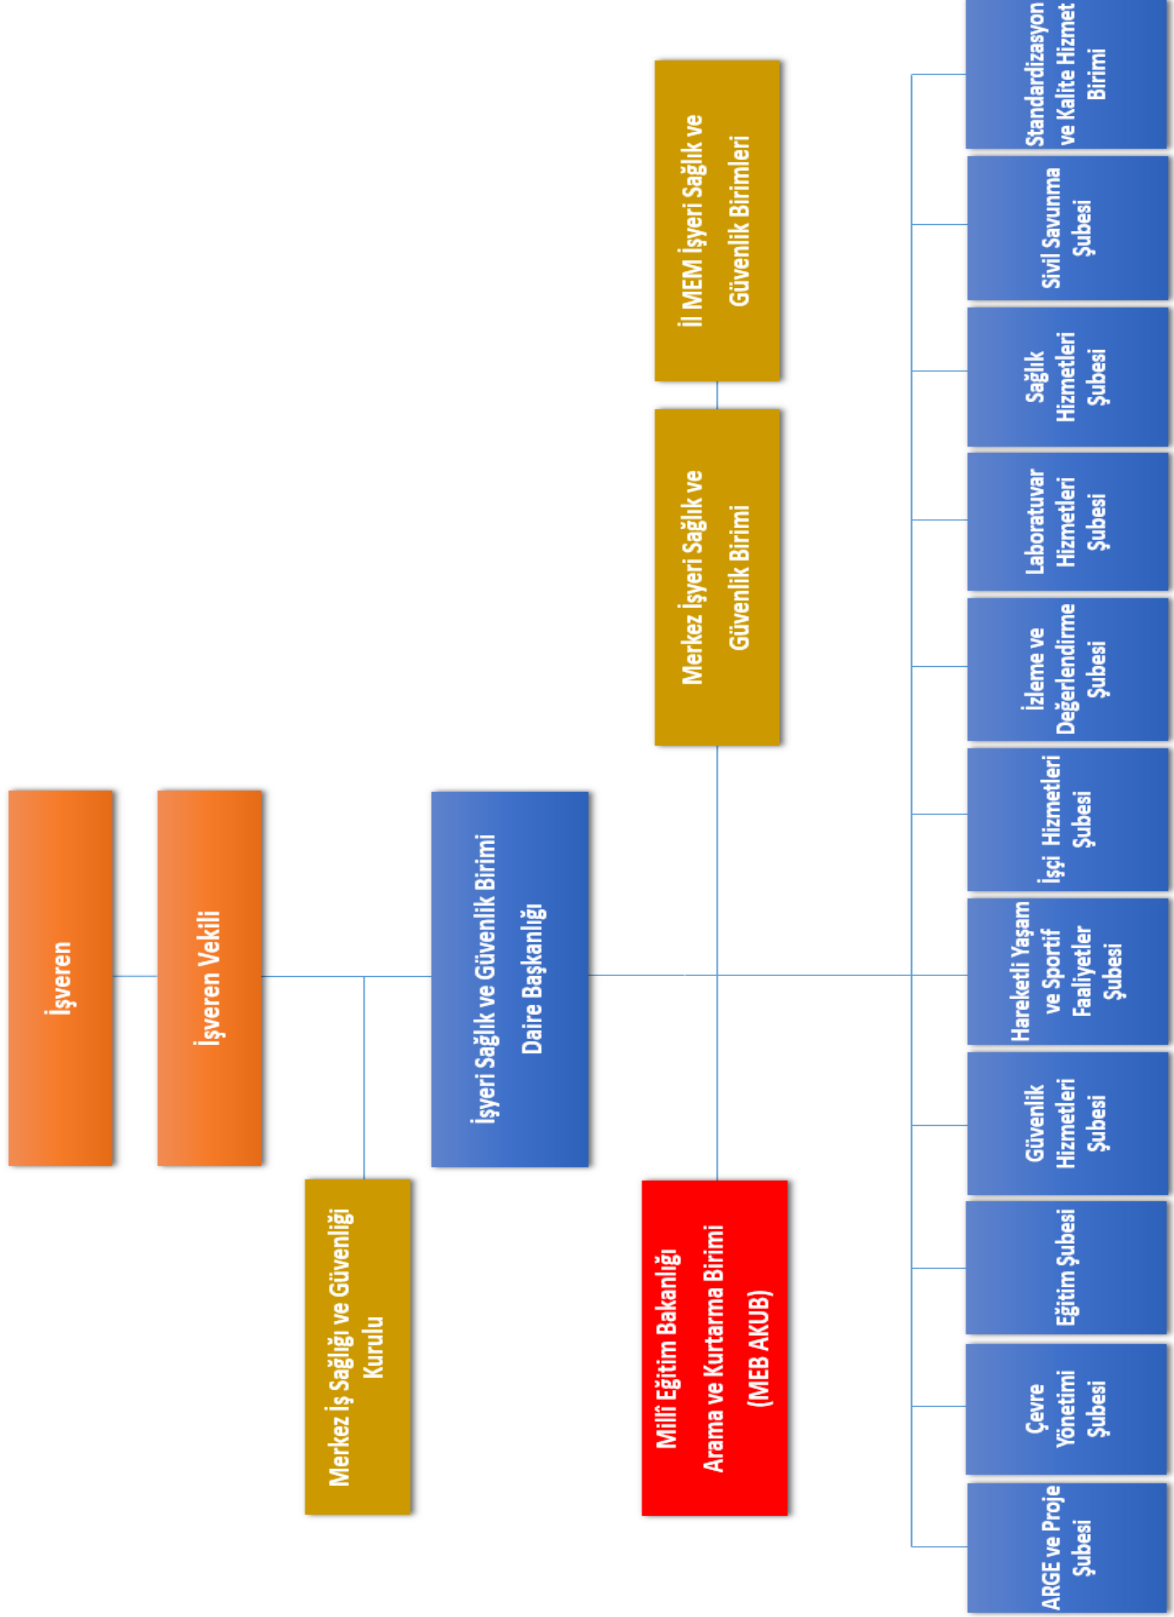 İşveren
İşveren Vekili
Merkez İş Sağlığı ve Güvenliği
Kurulu
İşyeri Sağlık ve Güvenlik Birimi
Daire Başkanlığı
Millî Eğitim Bakanlığı
Arama ve Kurtarma Birimi
(MEB AKUB)
Merkez İşyeri Sağlık ve
Güvenlik Birimi
İl MEM İşyeri Sağlık ve
Güvenlik Birimleri
ARGE ve Proje
Şubesi
Çevre
Yönetimi
Şubesi
Eğitim Şubesi
Güvenlik
Hizmetleri
Şubesi
Hareketli Yaşam
ve Sportif
Faaliyetler
Şubesi
İşçi Hizmetleri
Şubesi
İzleme ve
Değerlendirme
Şubesi
Laboratuvar
Hizmetleri
Şubesi
Sağlık
Hizmetleri
Şubesi
Sivil Savunma
Şubesi
Standardizasyon
ve Kalite Hizmet
Birimi